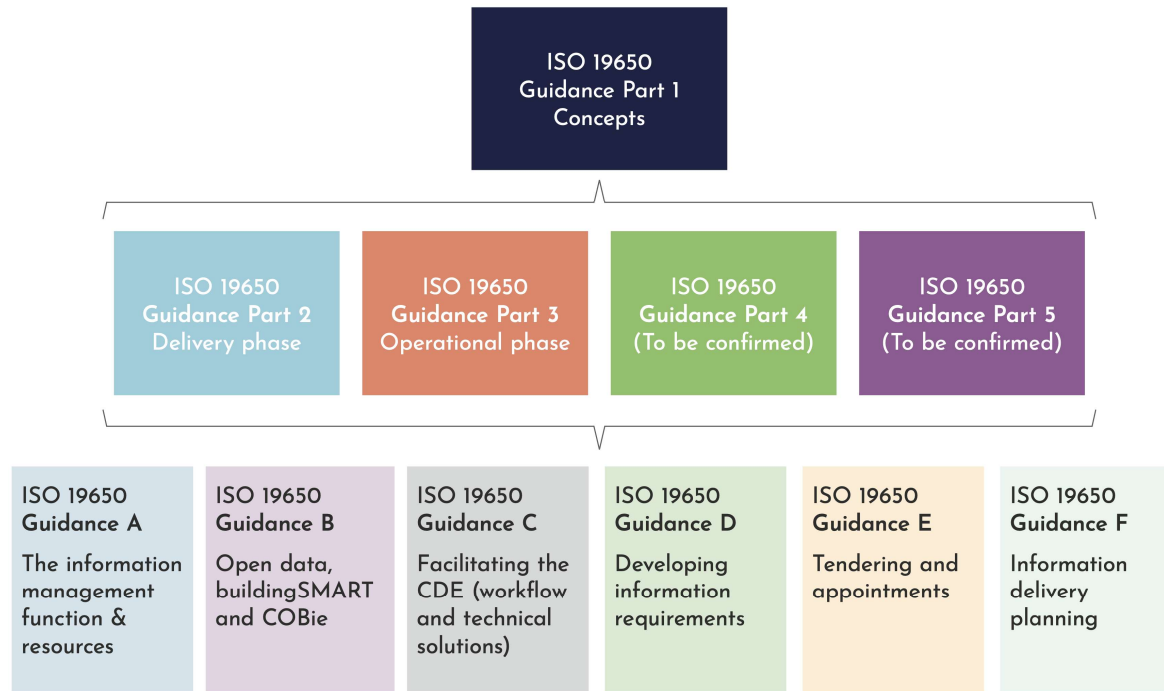 ISO 19650
Guidance Part 1
Concepts
ISO 19650
Guidance Part 2
Delivery phase
ISO 19650
Guidance Part 3
Operational phase
ISO 19650
Guidance Part 4
(To be confirmed)
ISO 19650
Guidance Part 5
(To be confirmed)
ISO 19650
Guidance A
The information
management
function &
resources
ISO 19650
Guidance B
Open data,
buildingSMART
and COBie
ISO 19650
Guidance C
Facilitating the
CDE (workflow
and technical
solutions)
ISO 19650
Guidance D
Developing
information
requirements
ISO 19650
Guidance E
Tendering and
appointments
ISO 19650
Guidance F
Information
delivery
planning